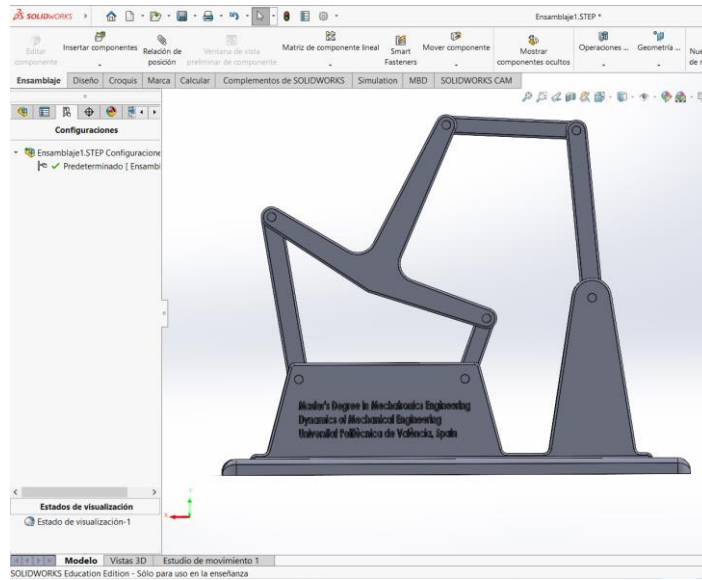 SOLIDWORKS
Ensamblaje1.STEP *
Editar componente
Insertar componentes
Relación de posición
Ventana de vista preliminar de componente
Matriz de componente lineal
Smart Fasteners
Mover componente
Mostrar componentes ocultos
Operaciones ...
Geometría ...
Ensamblaje Diseño Croquis Marca Calcular Complementos de SOLIDWORKS Simulation MBD SOLIDWORKS CAM
Configuraciones
Ensamblaje1.STEP Configuracione
Predeterminado [ Ensambl
Master's Degree in Mechatronics Engineering
Dynamics of Mechanical Engineering
Universitat Politècnica de València, Spain
Estados de visualización
Estado de visualización-1
Modelo Vistas 3D Estudio de movimiento 1
SOLIDWORKS Education Edition - Sólo para uso en la enseñanza